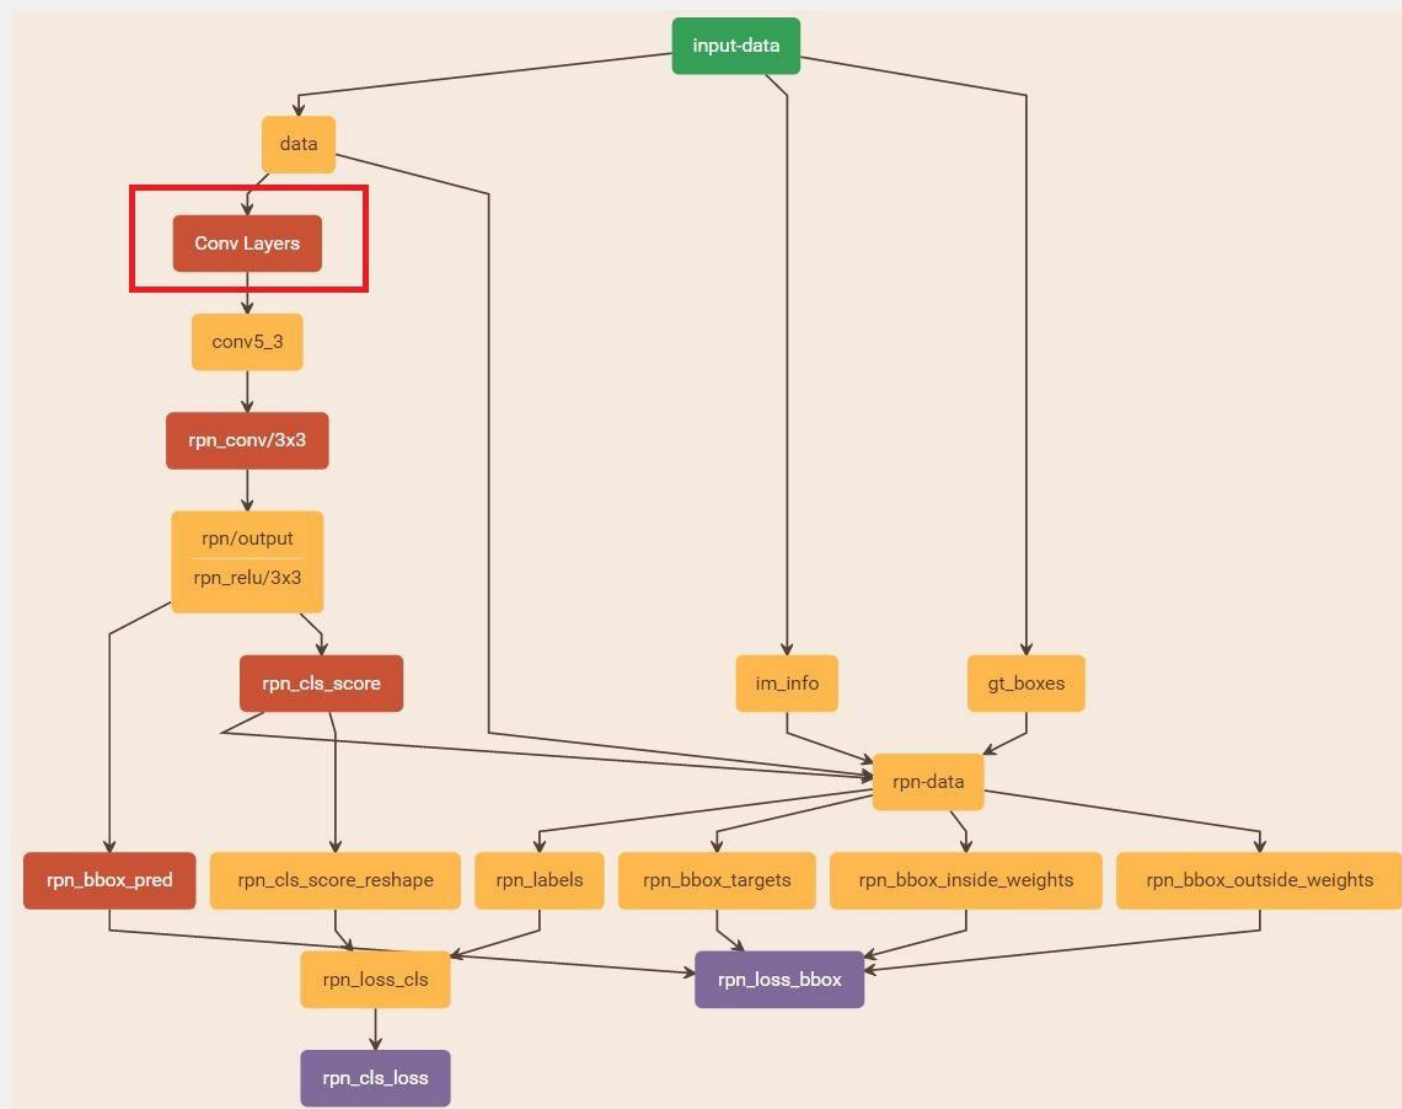 input-data
data
Conv Layers
conv5_3
rpn_conv/3x3
rpn/output
rpn_relu/3x3
rpn_cls_score
im_info
gt_boxes
rpn-data
rpn_bbox_pred
rpn_cls_score_reshape
rpn_labels
rpn_bbox_targets
rpn_bbox_inside_weights
rpn_bbox_outside_weights
rpn_loss_cls
rpn_loss_bbox
rpn_cls_loss